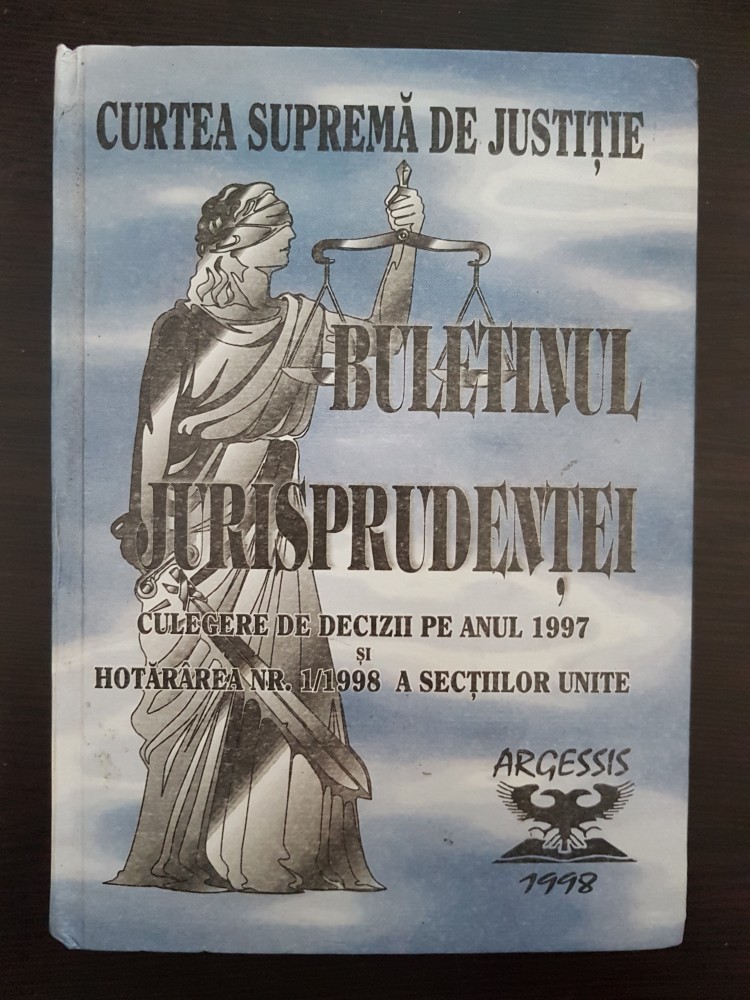 CURTEA SUPREMĂ DE JUSTIȚIE
BULETINUL
JURISPRUDENȚEI
CULEGERE DE DECIZII PE ANUL 1997
ȘI
HOTĂRÂREA NR. 1/1998 A SECȚIILOR UNITE
ARGESSIS
1998